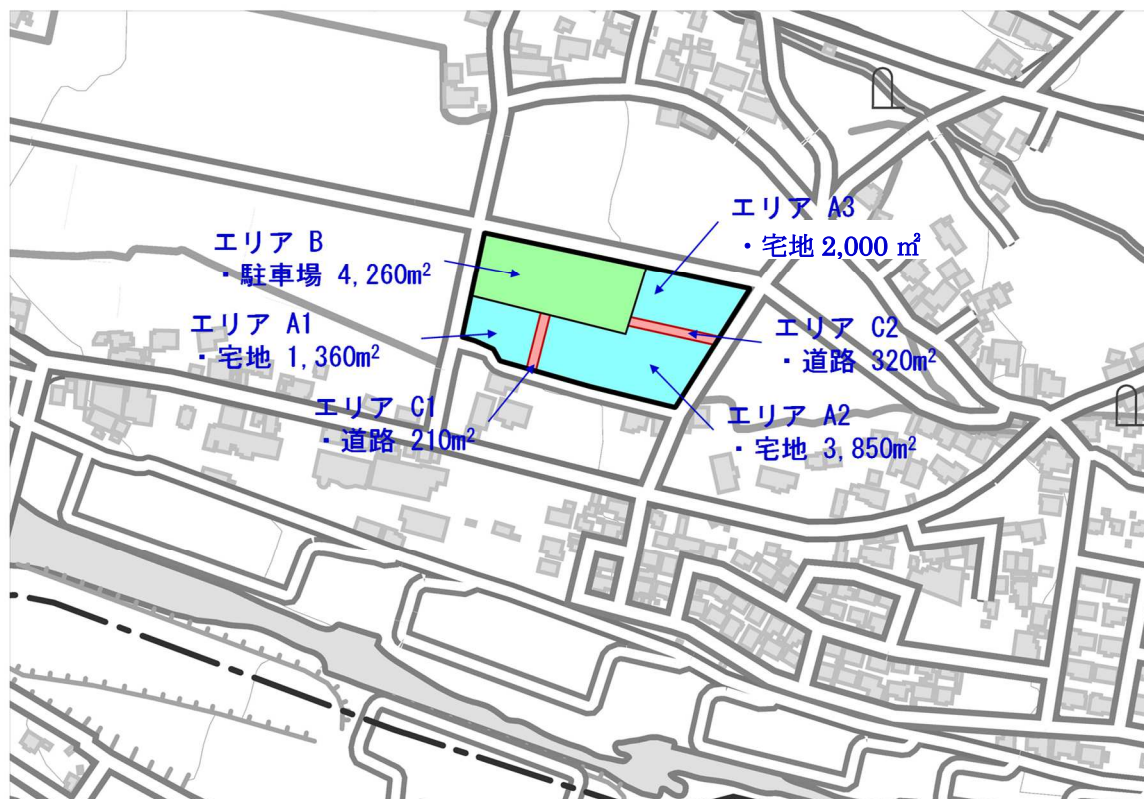 エリア A3
・宅地 2,000 ㎡
エリア B
・駐車場 4,260m²
エリア A1
・宅地 1,360m²
エリア C2
・道路 320m²
エリア C1
・道路 210m²
エリア A2
・宅地 3,850m²